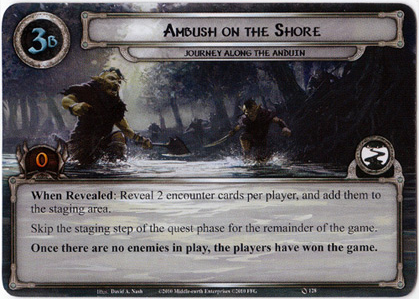 3B
AMBUSH ON THE SHORE
JOURNEY ALONG THE ANDUIN
0
When Revealed: Reveal 2 encounter cards per player, and add them
to the staging area.
Skip the staging step of the quest phase for the remainder of the game.
Once there are no enemies in play, the players have won the game.
Illus. David A. Nash ©2010 Middle-earth Enterprises ©2010 FFG 128